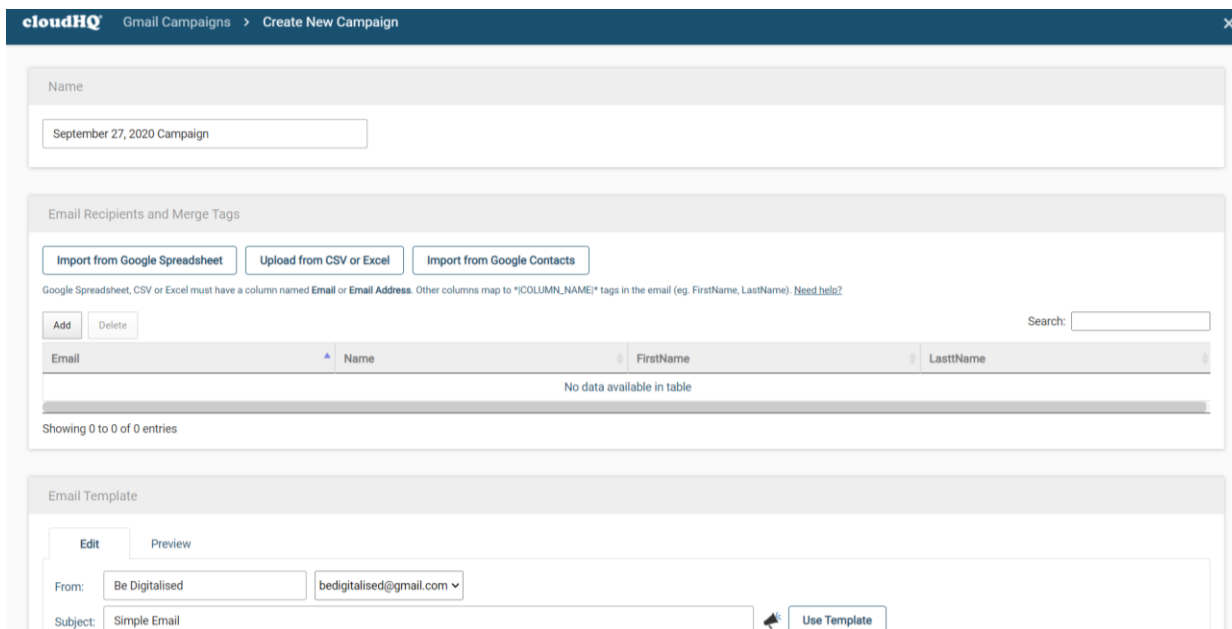 cloudHQ Gmail Campaigns > Create New Campaign ×
Name
September 27, 2020 Campaign
Email Recipients and Merge Tags
Import from Google Spreadsheet Upload from CSV or Excel Import from Google Contacts
Google Spreadsheet, CSV or Excel must have a column named Email or Email Address. Other columns map to *|COLUMN_NAME|* tags in the email (eg. FirstName, LastName). Need help?
Add Delete Search:
Email Name FirstName LasttName
No data available in table
Showing 0 to 0 of 0 entries
Email Template
Edit Preview
From: Be Digitalised bedigitalised@gmail.com
Subject: Simple Email Use Template